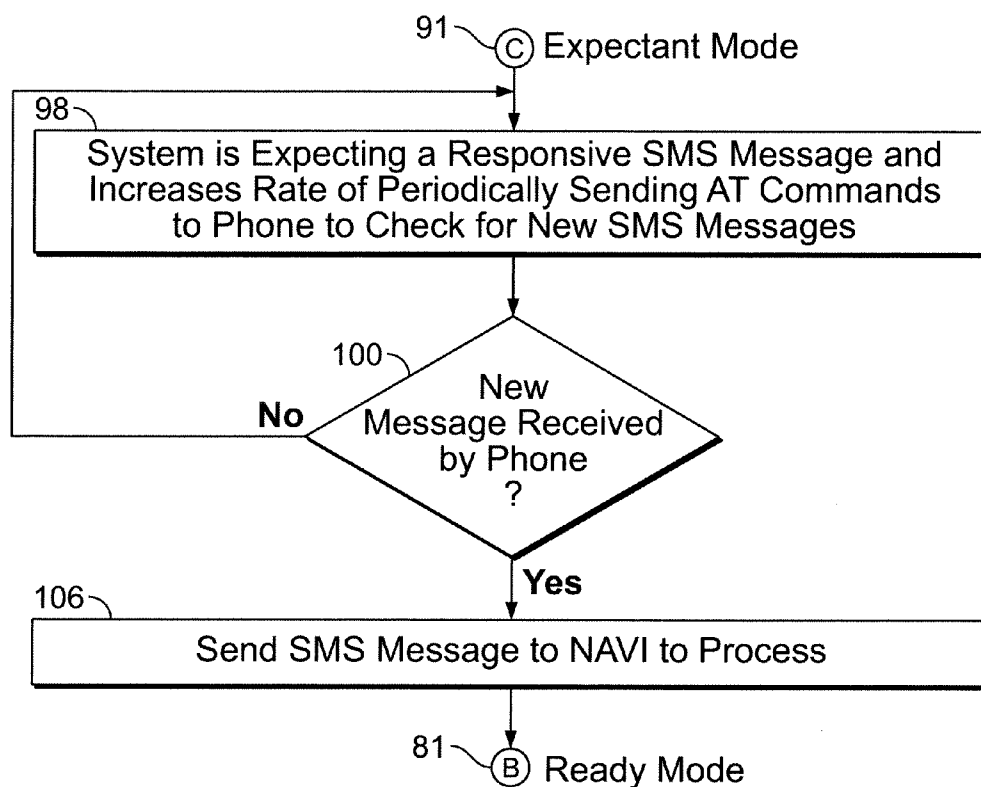 91
C Expectant Mode
98
System is Expecting a Responsive SMS Message and
Increases Rate of Periodically Sending AT Commands
to Phone to Check for New SMS Messages
100
New
Message Received
by Phone
?
No
Yes
106
Send SMS Message to NAVI to Process
81
B Ready Mode